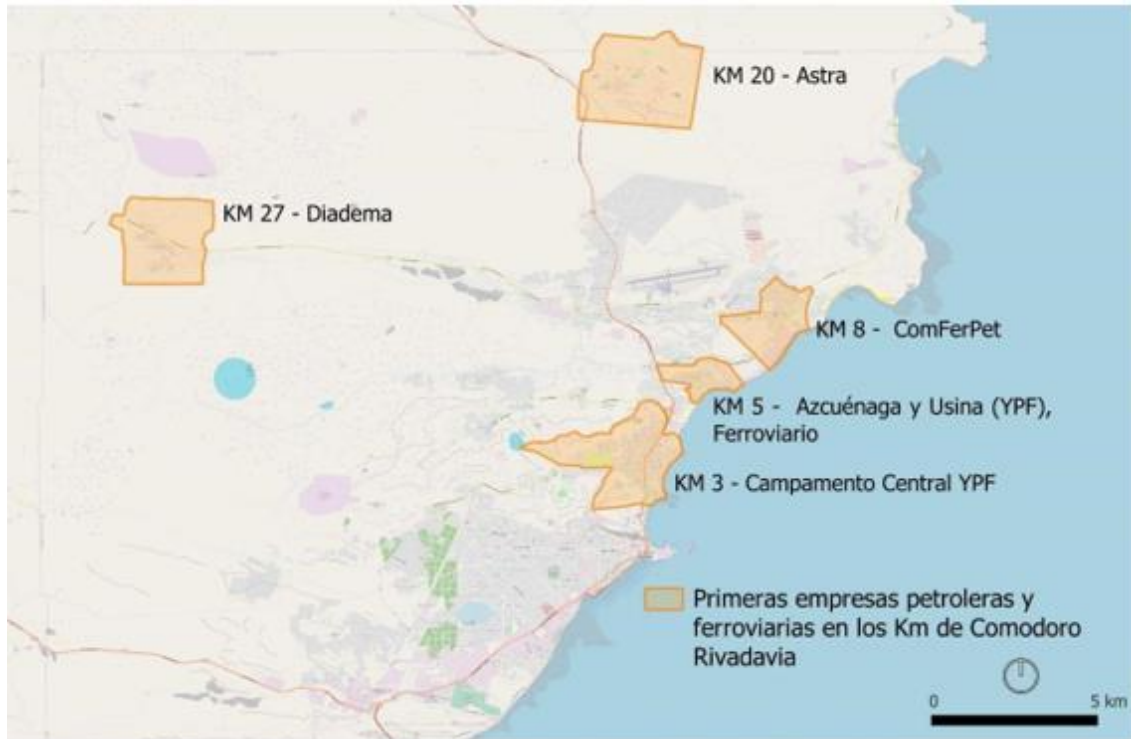 KM 20 - Astra
KM 27 - Diadema
KM 8 - ComFerPet
KM 5 - Azcuénaga y Usina (YPF),
Ferroviario
KM 3 - Campamento Central YPF
Primeras empresas petroleras y
ferroviarias en los Km de Comodoro
Rivadavia
0 5 km